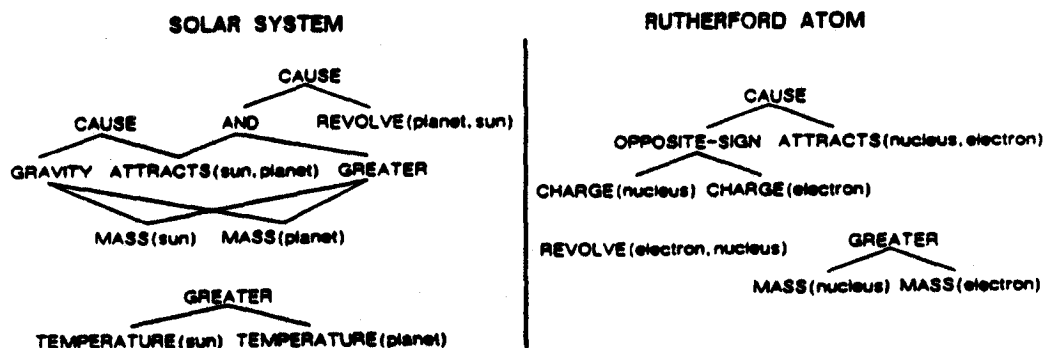 SOLAR SYSTEM
CAUSE
CAUSE AND REVOLVE(planet,sun)
GRAVITY ATTRACTS(sun,planet) GREATER
MASS(sun) MASS(planet)
GREATER
TEMPERATURE(sun) TEMPERATURE(planet)
RUTHERFORD ATOM
CAUSE
OPPOSITE-SIGN ATTRACTS(nucleus,electron)
CHARGE(nucleus) CHARGE(electron)
REVOLVE(electron,nucleus) GREATER
MASS(nucleus) MASS(electron)